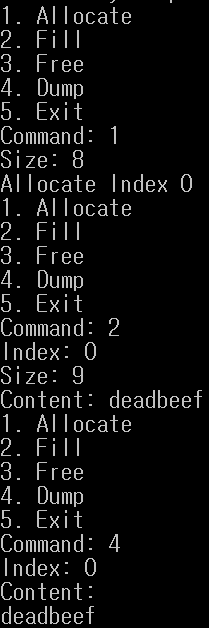 1. Allocate
2. Fill
3. Free
4. Dump
5. Exit
Command: 1
Size: 8
Allocate Index 0
1. Allocate
2. Fill
3. Free
4. Dump
5. Exit
Command: 2
Index: 0
Size: 9
Content: deadbeef
1. Allocate
2. Fill
3. Free
4. Dump
5. Exit
Command: 4
Index: 0
Content:
deadbeef